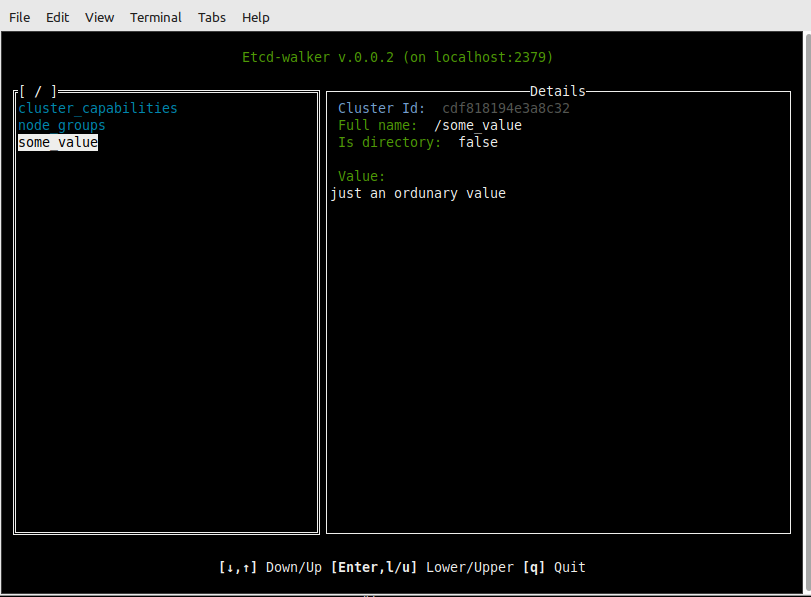 File Edit View Terminal Tabs Help
Etcd-walker v.0.0.2 (on localhost:2379)
[ / ]
cluster_capabilities
node_groups
some_value
Details
Cluster Id: cdf818194e3a8c32
Full name: /some_value
Is directory: false
Value:
just an ordunary value
[↓,↑] Down/Up [Enter,l/u] Lower/Upper [q] Quit